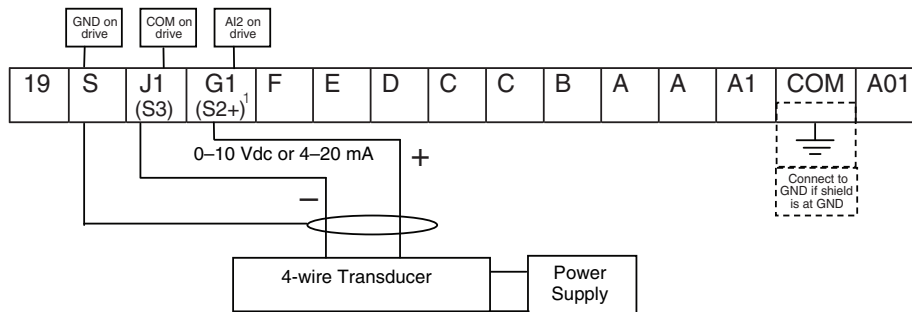 GND on
drive
COM on
drive
AI2 on
drive
19 S J1 G1 F E D C C B A A A1 COM A01
(S3) (S2+)¹
0–10 Vdc or 4–20 mA +
–
Connect to
GND if shield
is at GND
4-wire Transducer
Power
Supply